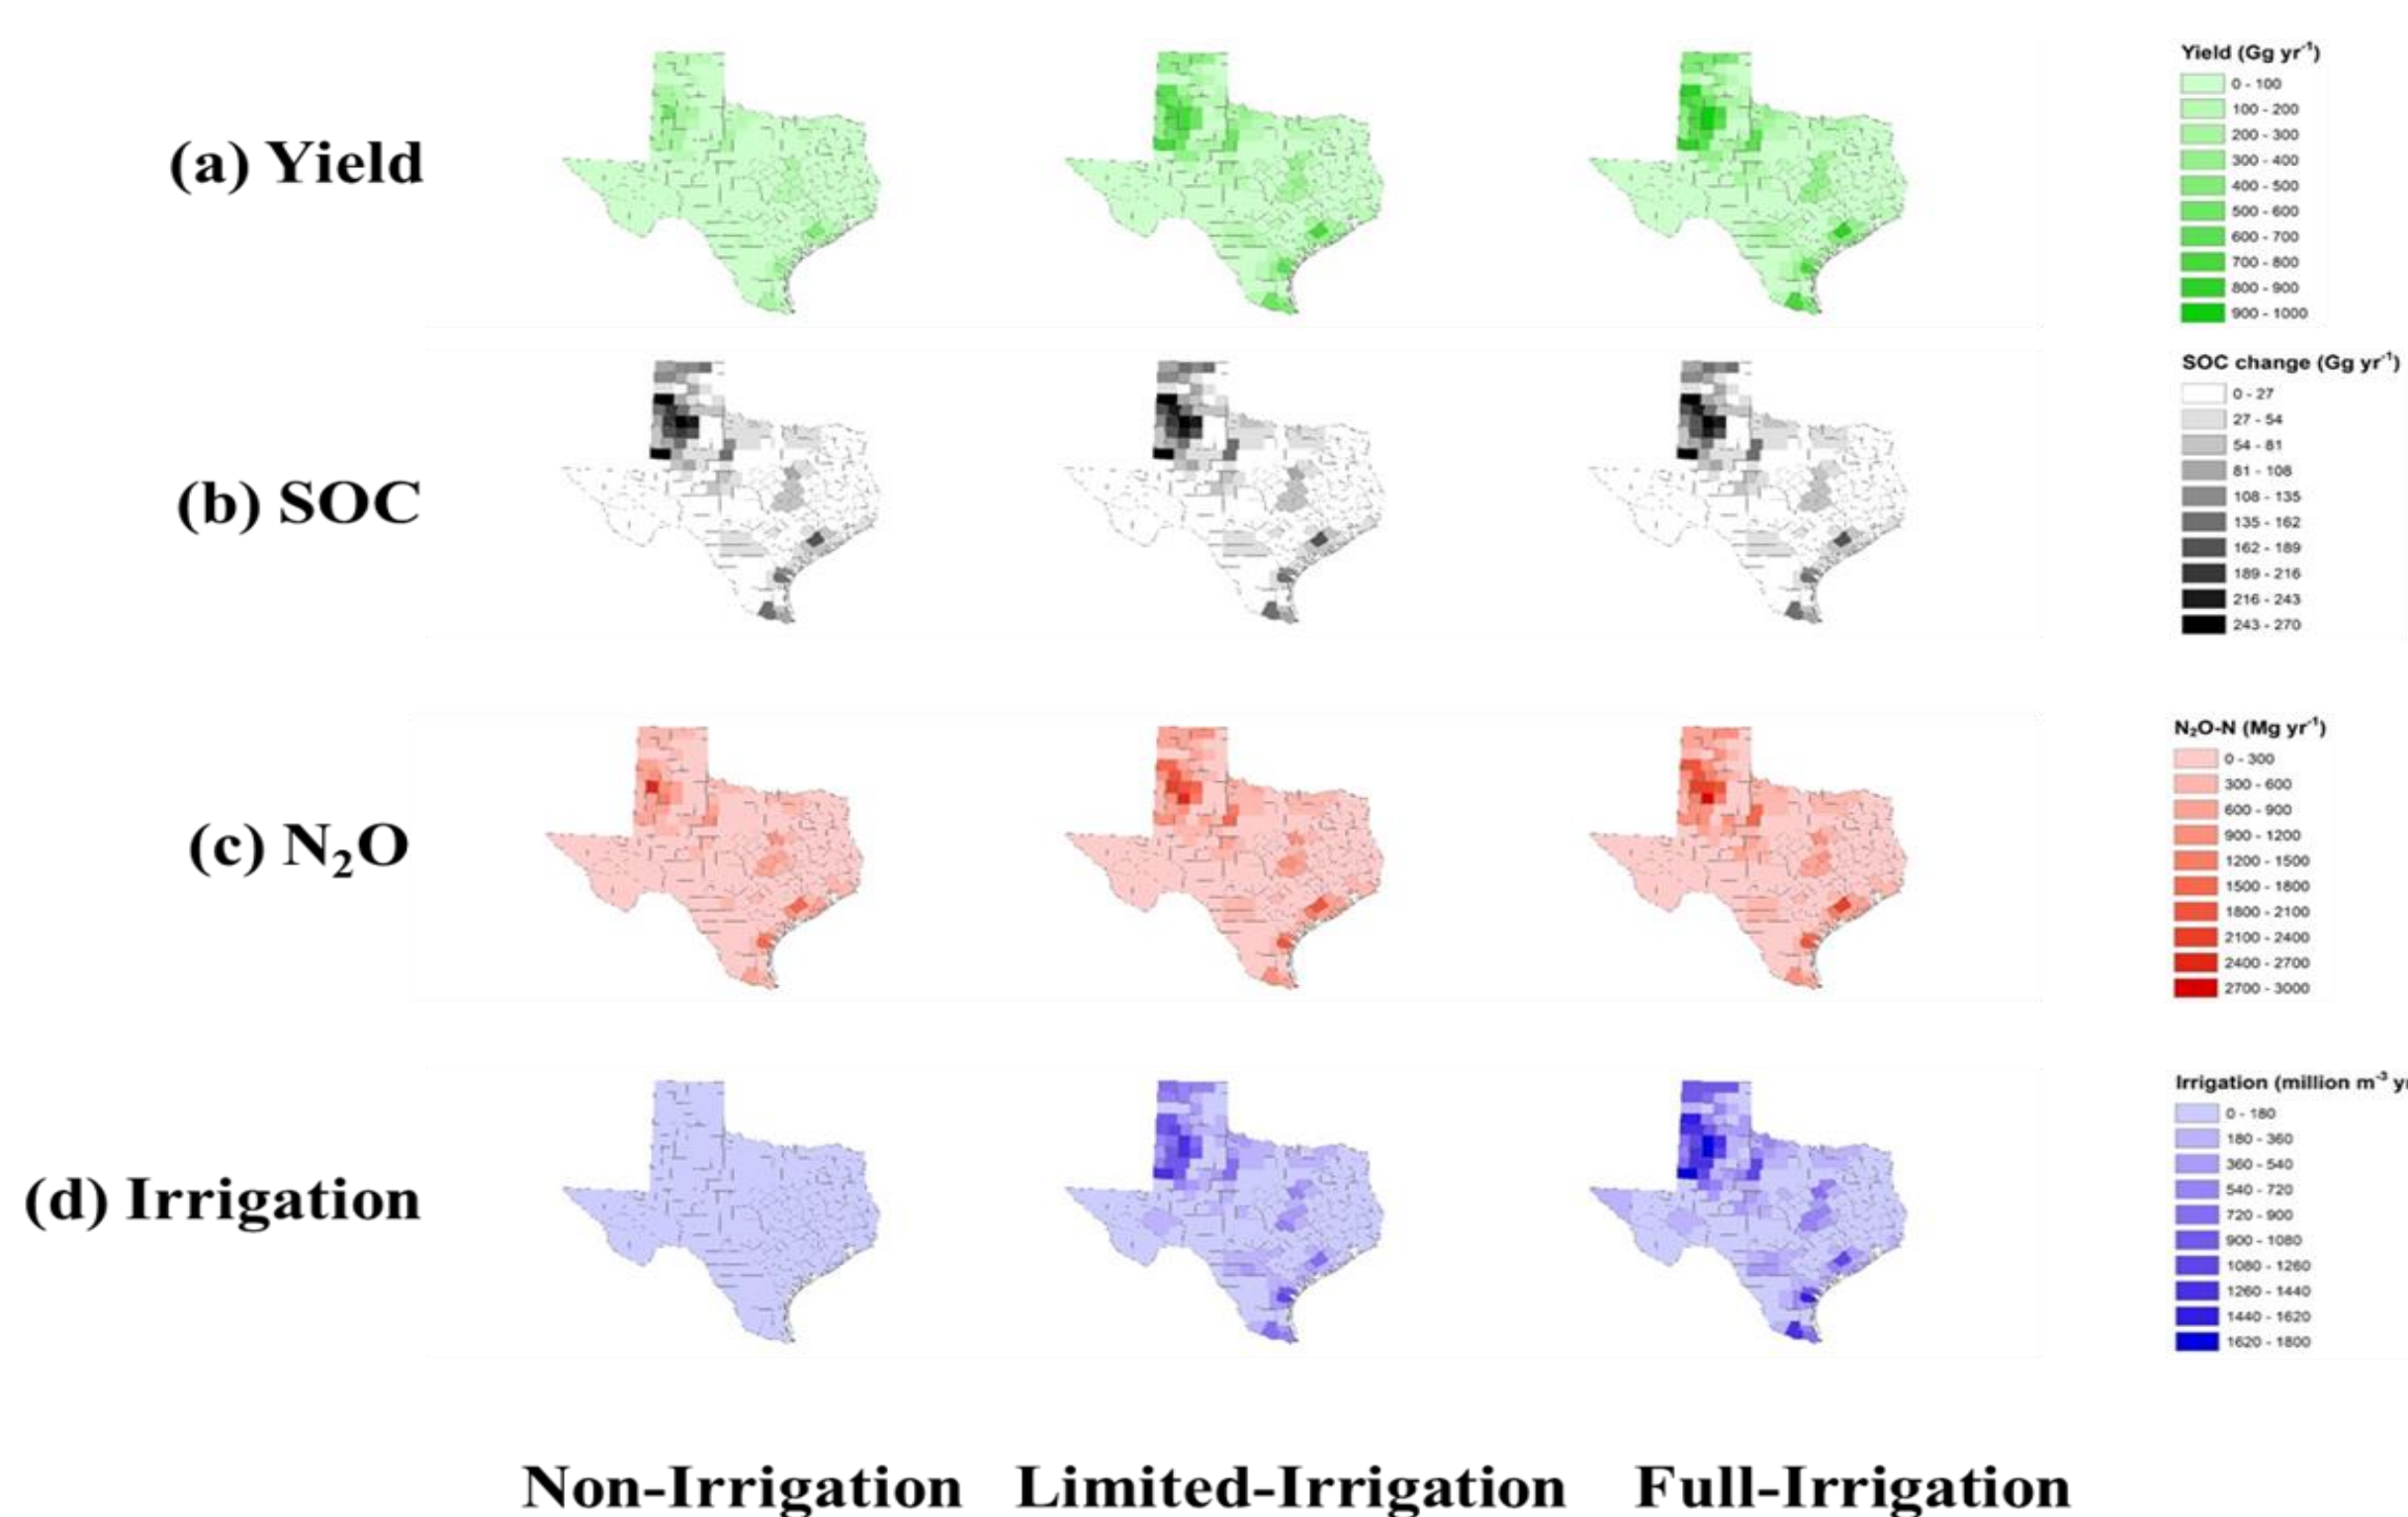 (a) Yield
Yield (Gg yr⁻¹)
0 - 100
100 - 200
200 - 300
300 - 400
400 - 500
500 - 600
600 - 700
700 - 800
800 - 900
900 - 1000
(b) SOC
SOC change (Gg yr⁻¹)
0 - 27
27 - 54
54 - 81
81 - 108
108 - 135
135 - 162
162 - 189
189 - 216
216 - 243
243 - 270
(c) N₂O
N₂O-N (Mg yr⁻¹)
0 - 300
300 - 600
600 - 900
900 - 1200
1200 - 1500
1500 - 1800
1800 - 2100
2100 - 2400
2400 - 2700
2700 - 3000
(d) Irrigation
Irrigation (million m⁻³ y
0 - 180
180 - 360
360 - 540
540 - 720
720 - 900
900 - 1080
1080 - 1260
1260 - 1440
1440 - 1620
1620 - 1800
Non-Irrigation Limited-Irrigation Full-Irrigation